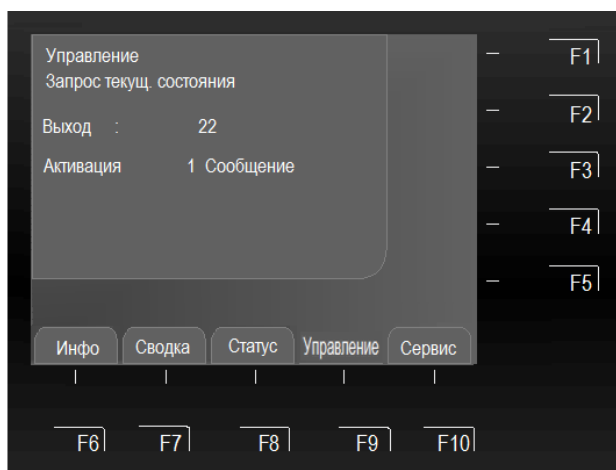 Управление
Запрос текущ. состояния
Выход : 22
Активация 1 Сообщение
F1
F2
F3
F4
F5
Инфо Сводка Статус Управление Сервис
F6 F7 F8 F9 F10